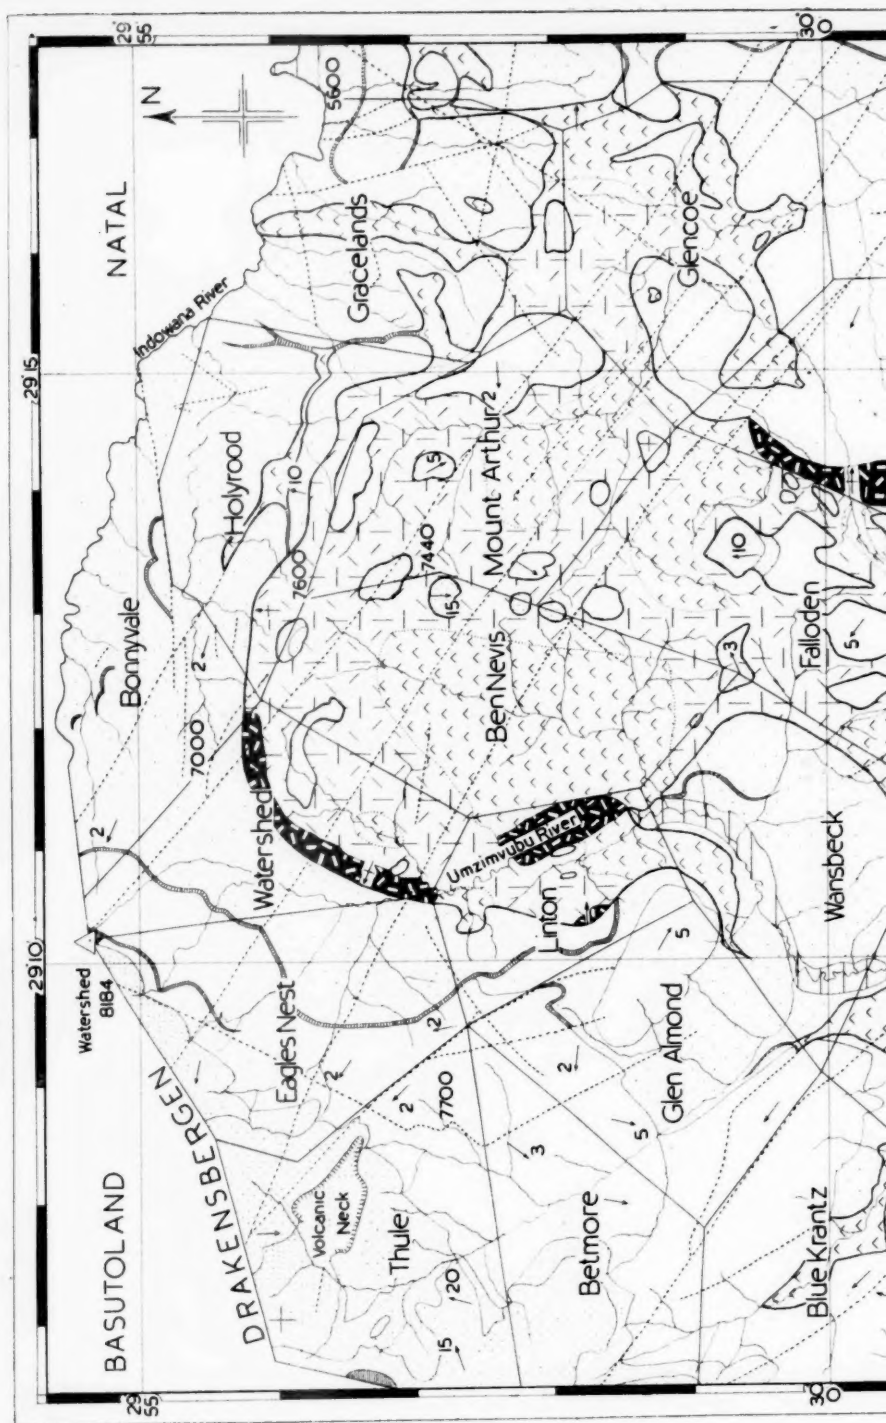 29°10
29°15
29
55
29
55
30
30
N
BASUTOLAND
DRAKENSBERGEN
NATAL
Watershed
8184
Indowana River
Bonnyvale
Holyrood
Gracelands
Eagles Nest
Watershed
Volcanic
Neck
Thule
Betmore
Glen Almond
Linton
Umzimvubu River
Ben Nevis
Mount Arthur
Glencoe
Falloden
Wansbeck
Blue Krantz
7000
7600
7440
5600
7700
2
2
2
2
2
2
2
3
3
5
5
5
5
10
10
15
15
20